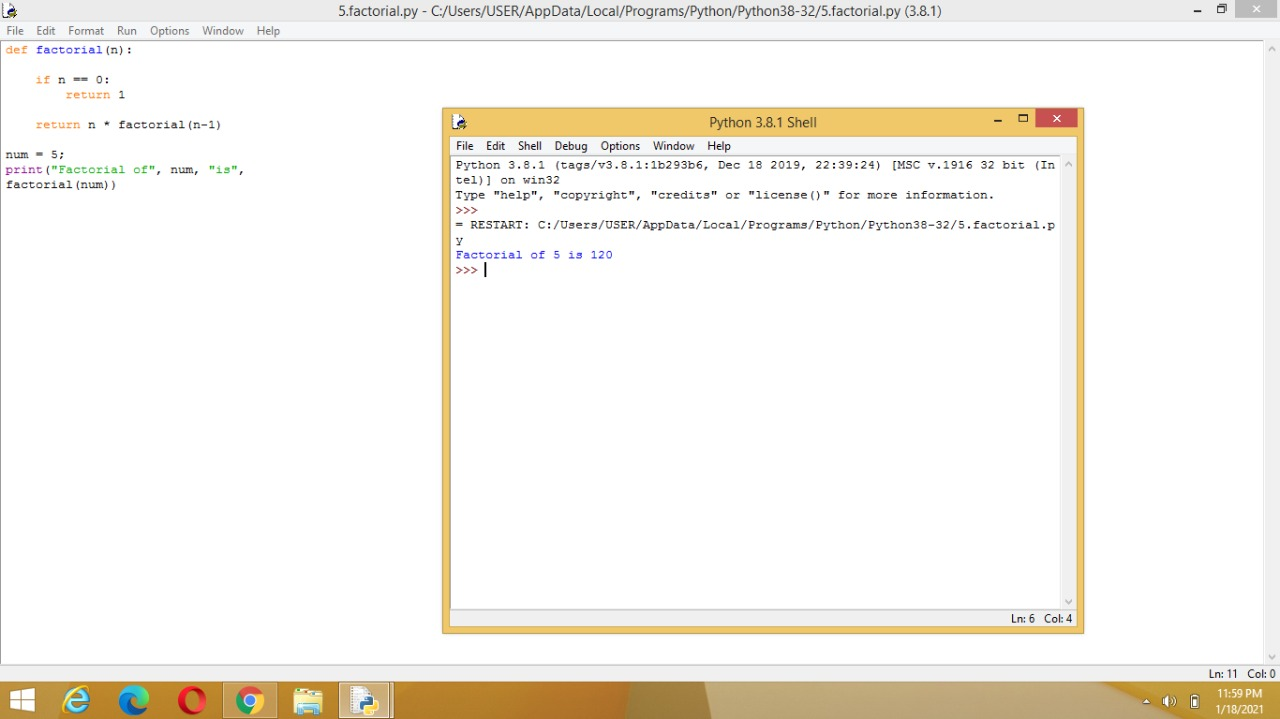 5.factorial.py - C:/Users/USER/AppData/Local/Programs/Python/Python38-32/5.factorial.py (3.8.1)
File Edit Format Run Options Window Help
def factorial(n):
if n == 0:
return 1
return n * factorial(n-1)
num = 5;
print("Factorial of", num, "is",
factorial(num))
Python 3.8.1 Shell
File Edit Shell Debug Options Window Help
Python 3.8.1 (tags/v3.8.1:1b293b6, Dec 18 2019, 22:39:24) [MSC v.1916 32 bit (In
tel)] on win32
Type "help", "copyright", "credits" or "license()" for more information.
>>>
= RESTART: C:/Users/USER/AppData/Local/Programs/Python/Python38-32/5.factorial.p
y
Factorial of 5 is 120
>>>
Ln: 6 Col: 4
Ln: 11 Col: 0
11:59 PM
1/18/2021